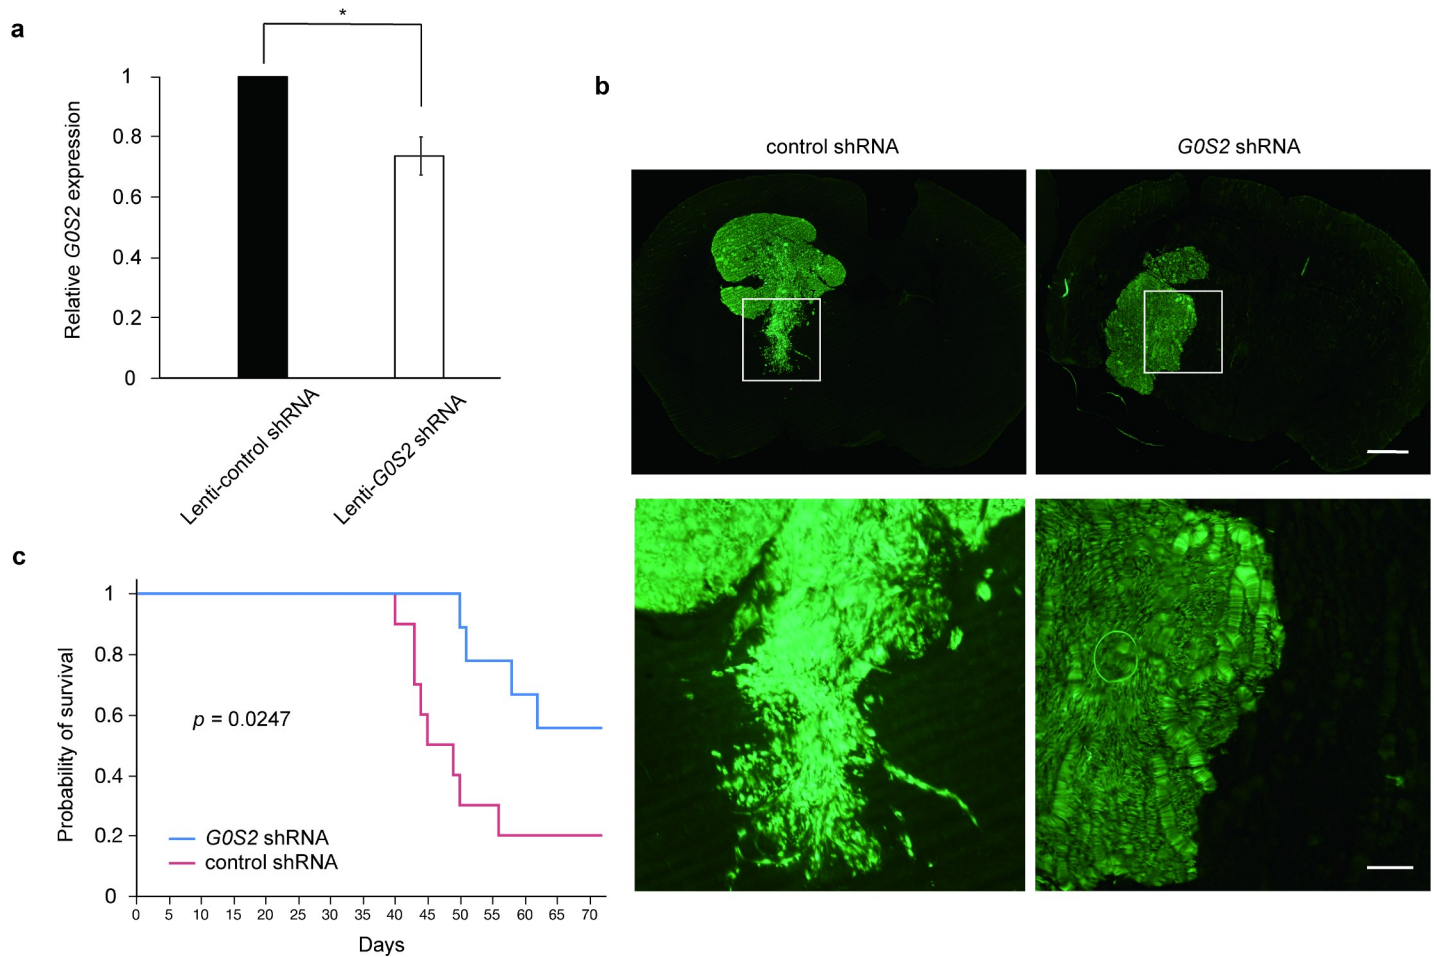 a
*
1
0.8
0.6
0.4
0.2
0
Relative G0S2 expression
Lenti-control shRNA
Lenti-G0S2 shRNA
b
control shRNA
G0S2 shRNA
c
1
0.8
0.6
0.4
0.2
0
Probability of survival
p = 0.0247
G0S2 shRNA
control shRNA
0 5 10 15 20 25 30 35 40 45 50 55 60 65 70
Days